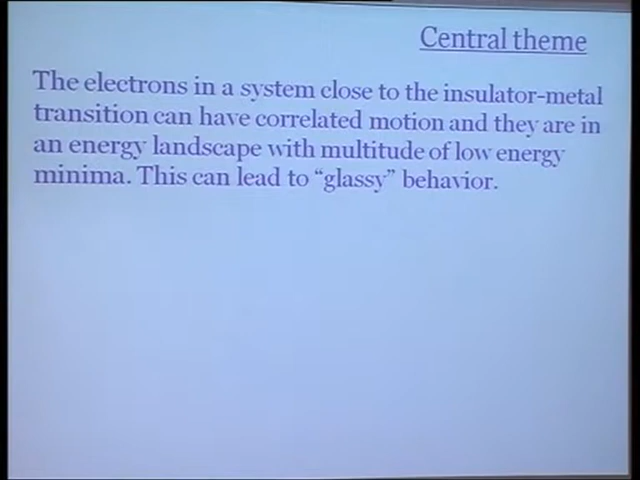 Central theme
The electrons in a system close to the insulator-metal
transition can have correlated motion and they are in
an energy landscape with multitude of low energy
minima. This can lead to “glassy” behavior.